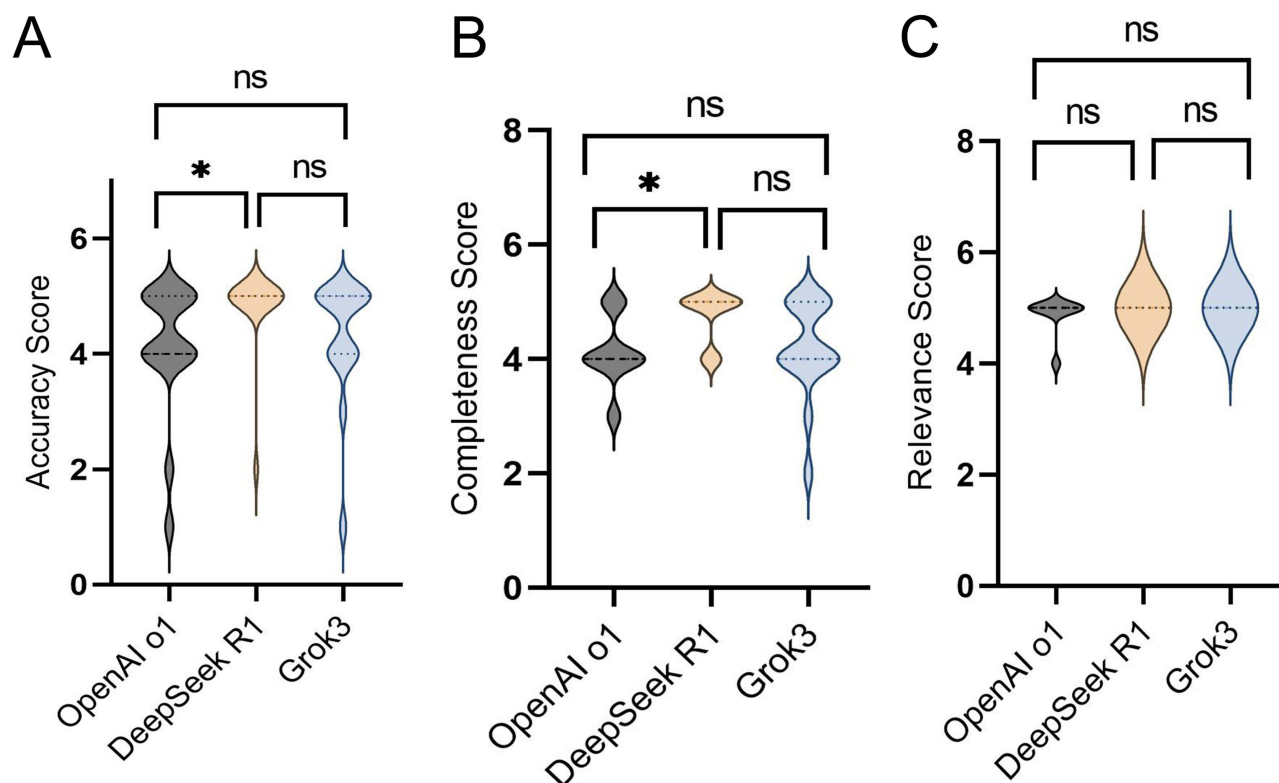 A
ns
*
ns
Accuracy Score
6
4
2
0
OpenAI o1
DeepSeek R1
Grok3
B
ns
*
ns
Completeness Score
8
6
4
2
0
OpenAI o1
DeepSeek R1
Grok3
C
ns
ns
ns
Relevance Score
8
6
4
2
0
OpenAI o1
DeepSeek R1
Grok3